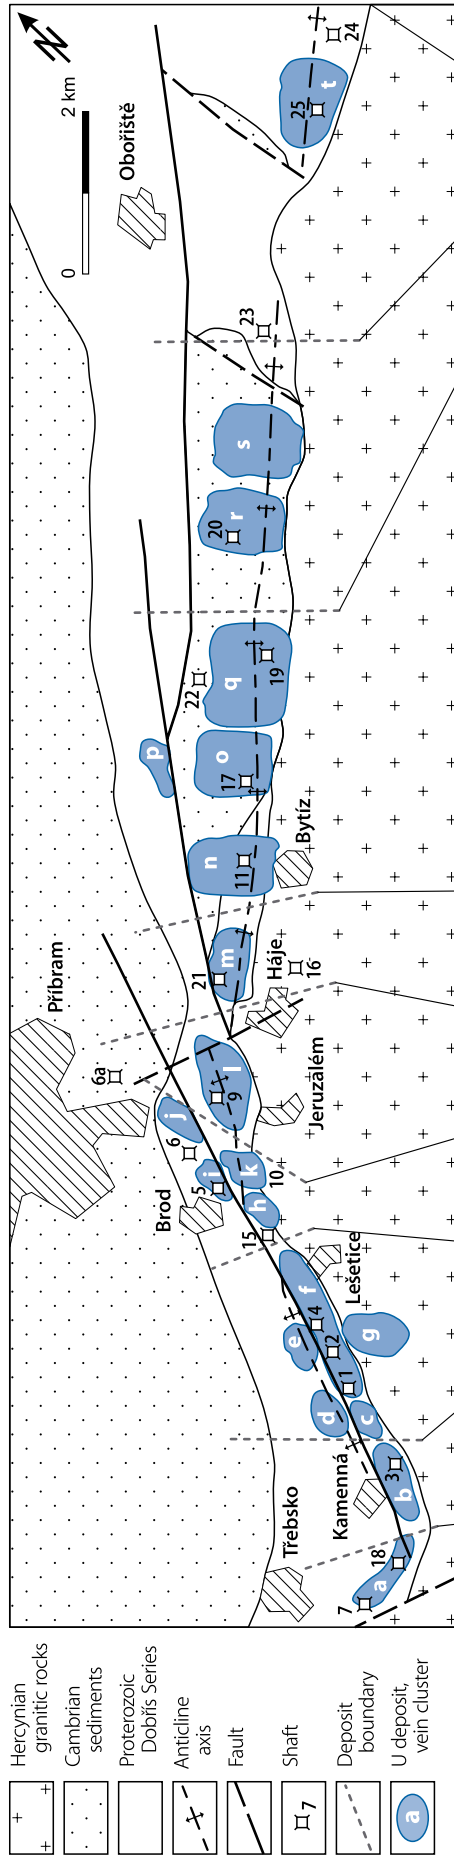 Hercynian
granitic rocks
Cambrian
sediments
Proterozoic
Dobříš Series
Anticline
axis
Fault
Shaft
7
Deposit
boundary
U deposit,
vein cluster
a
N
0
2 km
Obořiště
Příbram
Brod
Třebsko
Kamenná
Lešetice
Jeruzalém
Háje
Bytíz
7
a
18
b
3
c
d
1
2
4
e
f
g
15
h
5
i
k
10
6
j
6a
9
l
21
m
16
11
n
17
o
p
22
q
19
20
r
s
23
25
t
24